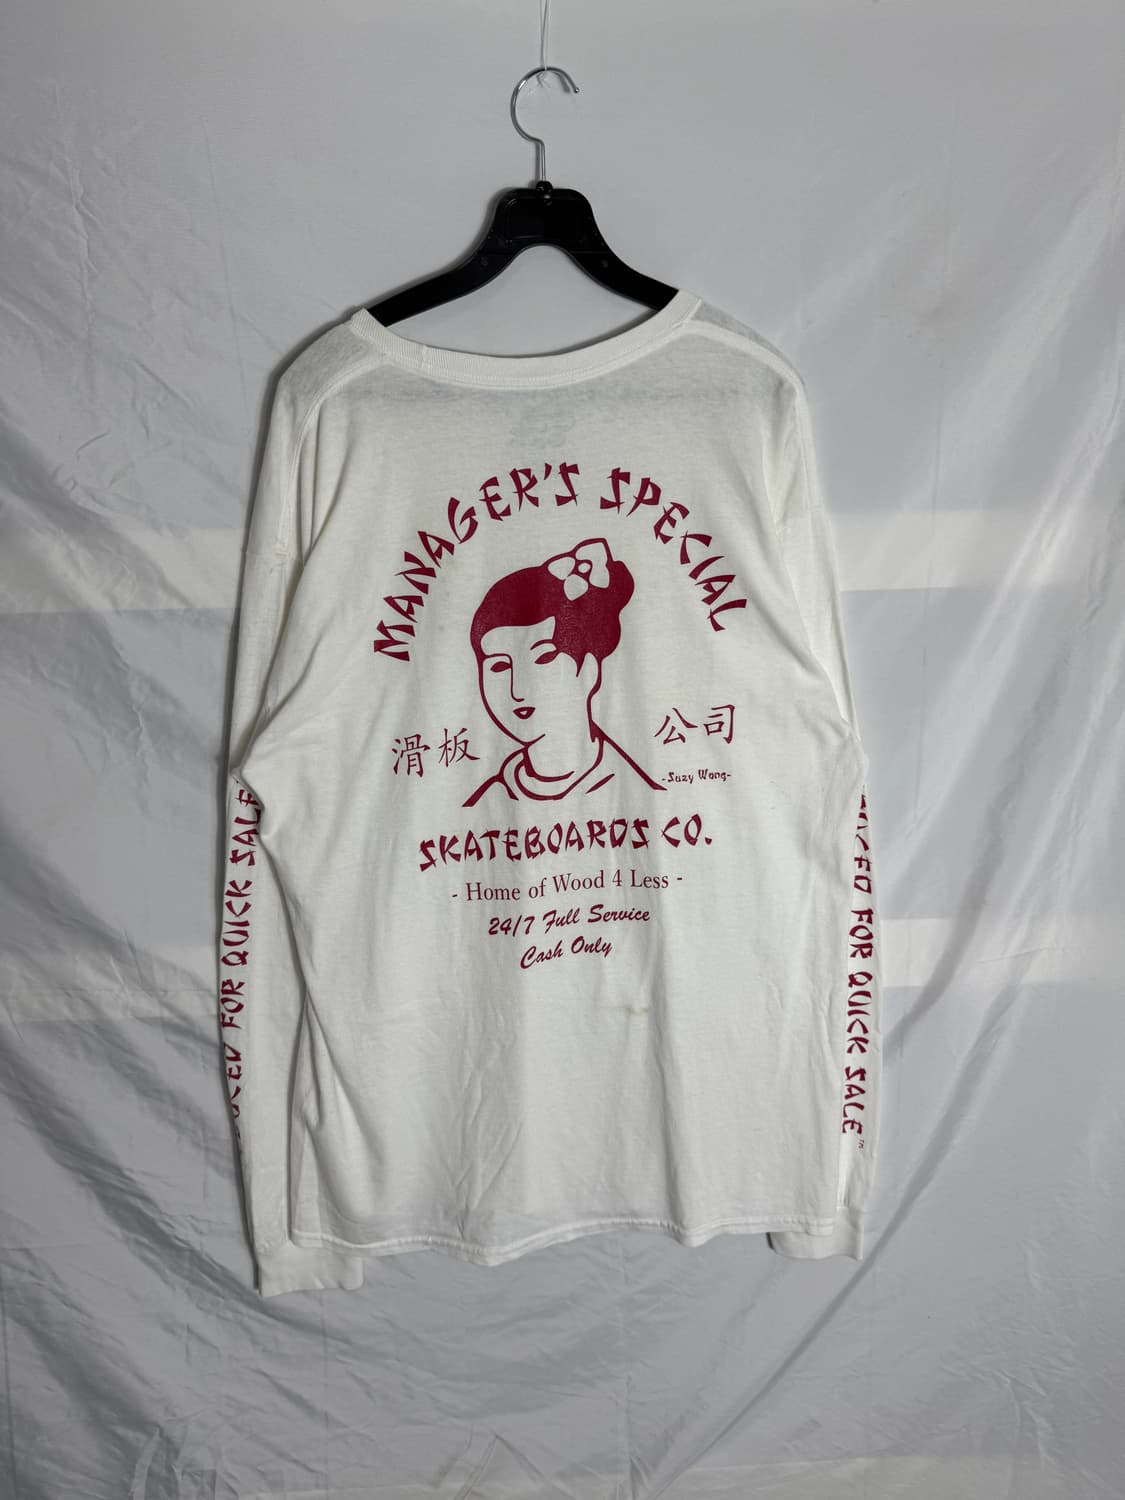 MANAGER'S SPECIAL
滑板 公司
-Suzy Wong-
SKATEBOARDS CO.
- Home of Wood 4 Less -
24/7 Full Service
Cash Only
FOR QUICK SALE
FOR QUICK SALE™